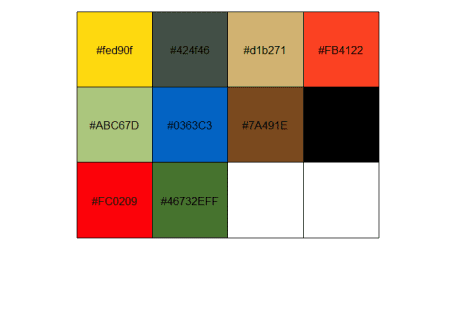 #fed90f #424f46 #d1b271 #FB4122
#ABC67D #0363C3 #7A491E
#FC0209 #46732EFF